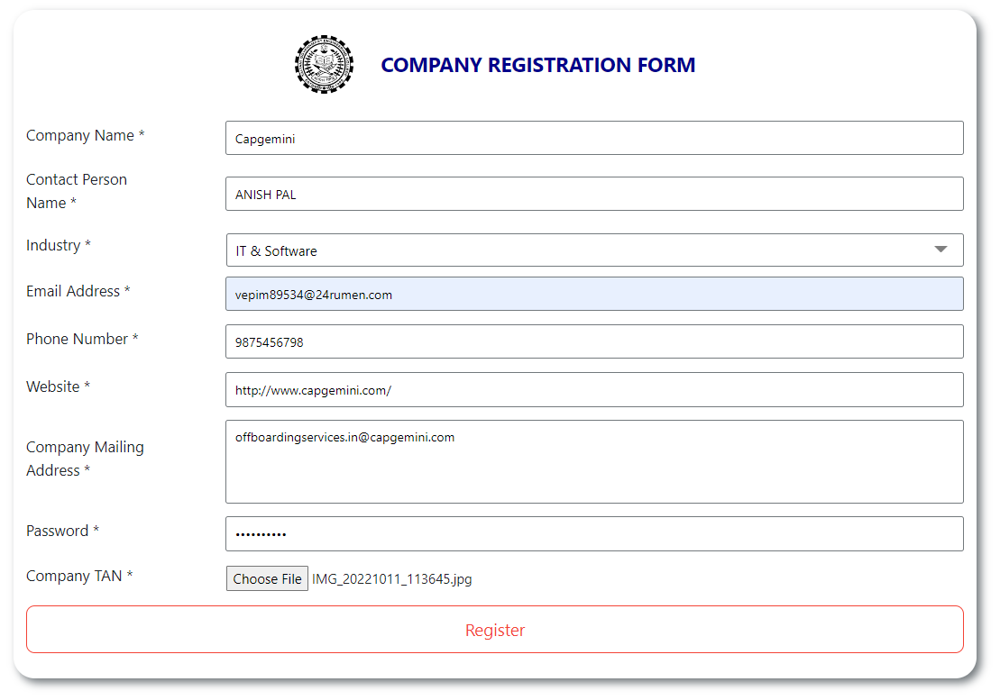 COMPANY REGISTRATION FORM
Company Name *
Capgemini
Contact Person
Name *
ANISH PAL
Industry *
IT & Software
Email Address *
vepim89534@24rumen.com
Phone Number *
9875456798
Website *
http://www.capgemini.com/
Company Mailing
Address *
offboardingservices.in@capgemini.com
Password *
••••••••••
Company TAN *
Choose File IMG_20221011_113645.jpg
Register